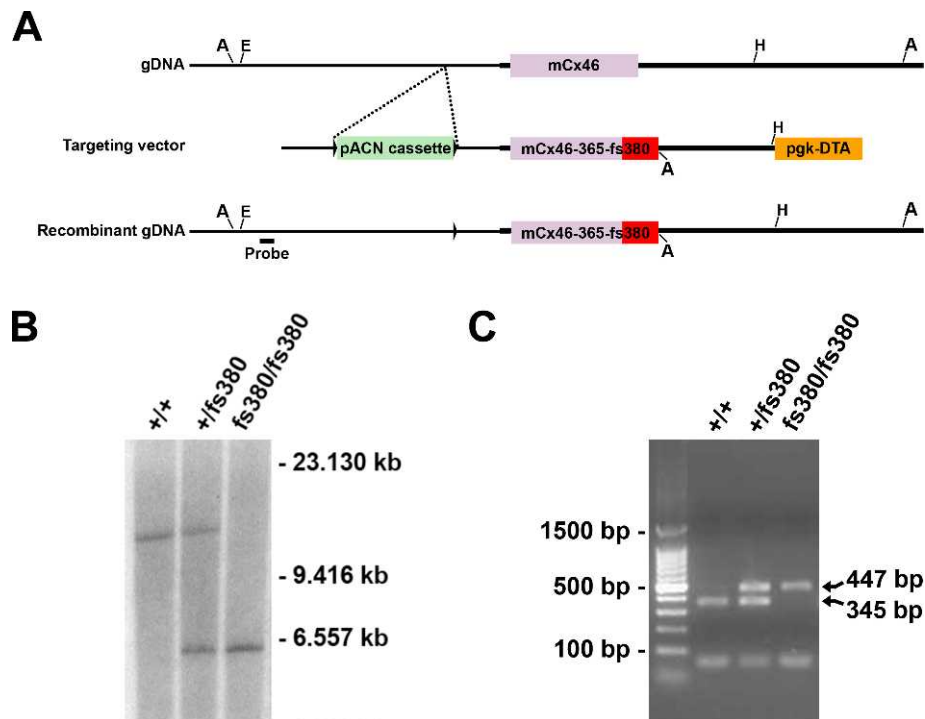 A
A E H A
gDNA mCx46
H
Targeting vector pACN cassette mCx46-365-fs380 pgk-DTA
A
A E H A
Recombinant gDNA mCx46-365-fs380
Probe A
B
+/+ +/fs380 fs380/fs380
- 23.130 kb
- 9.416 kb
- 6.557 kb
C
+/+ +/fs380 fs380/fs380
1500 bp -
500 bp - 447 bp
345 bp
100 bp -